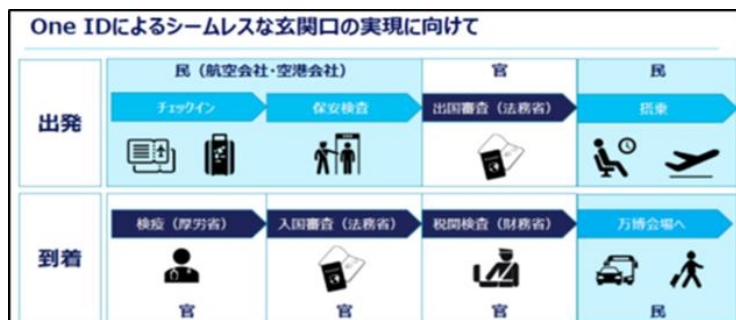 One IDによるシームレスな玄関口の実現に向けて
民（航空会社・空港会社）
官
民
出発
チェックイン
保安検査
出国審査（法務省）
搭乗
到着
検疫（厚労省）
入国審査（法務省）
税関検査（財務省）
万博会場へ
官
官
官
民